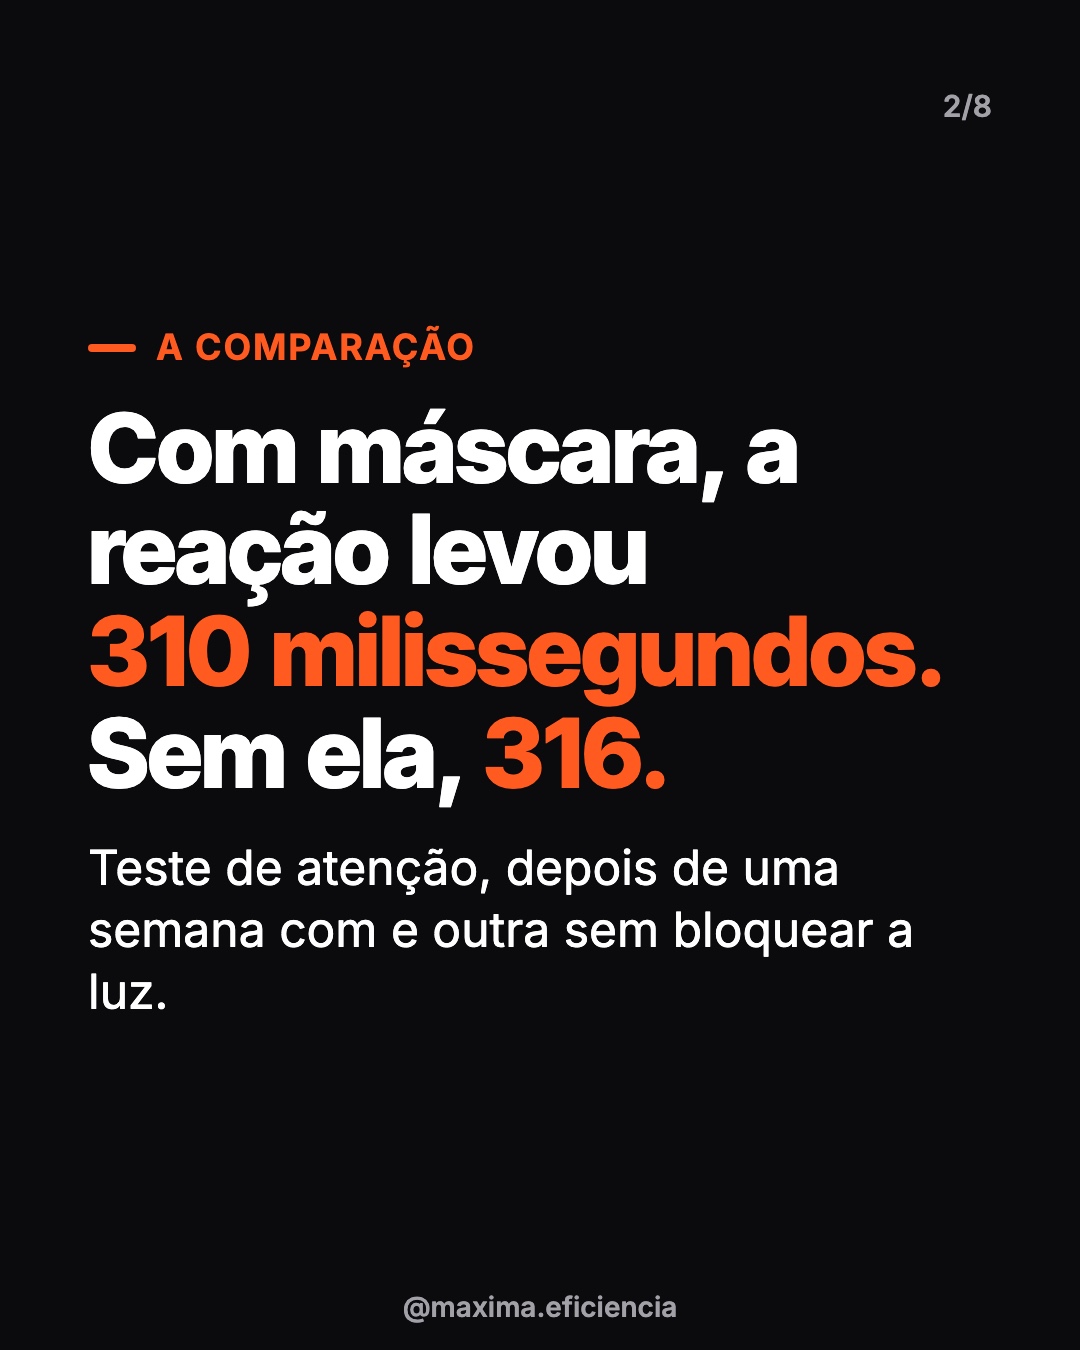 2/8
A COMPARAÇÃO
Com máscara, a
reação levou
310 milissegundos.
Sem ela, 316.
Teste de atenção, depois de uma
semana com e outra sem bloquear a
luz.
@maxima.eficiencia